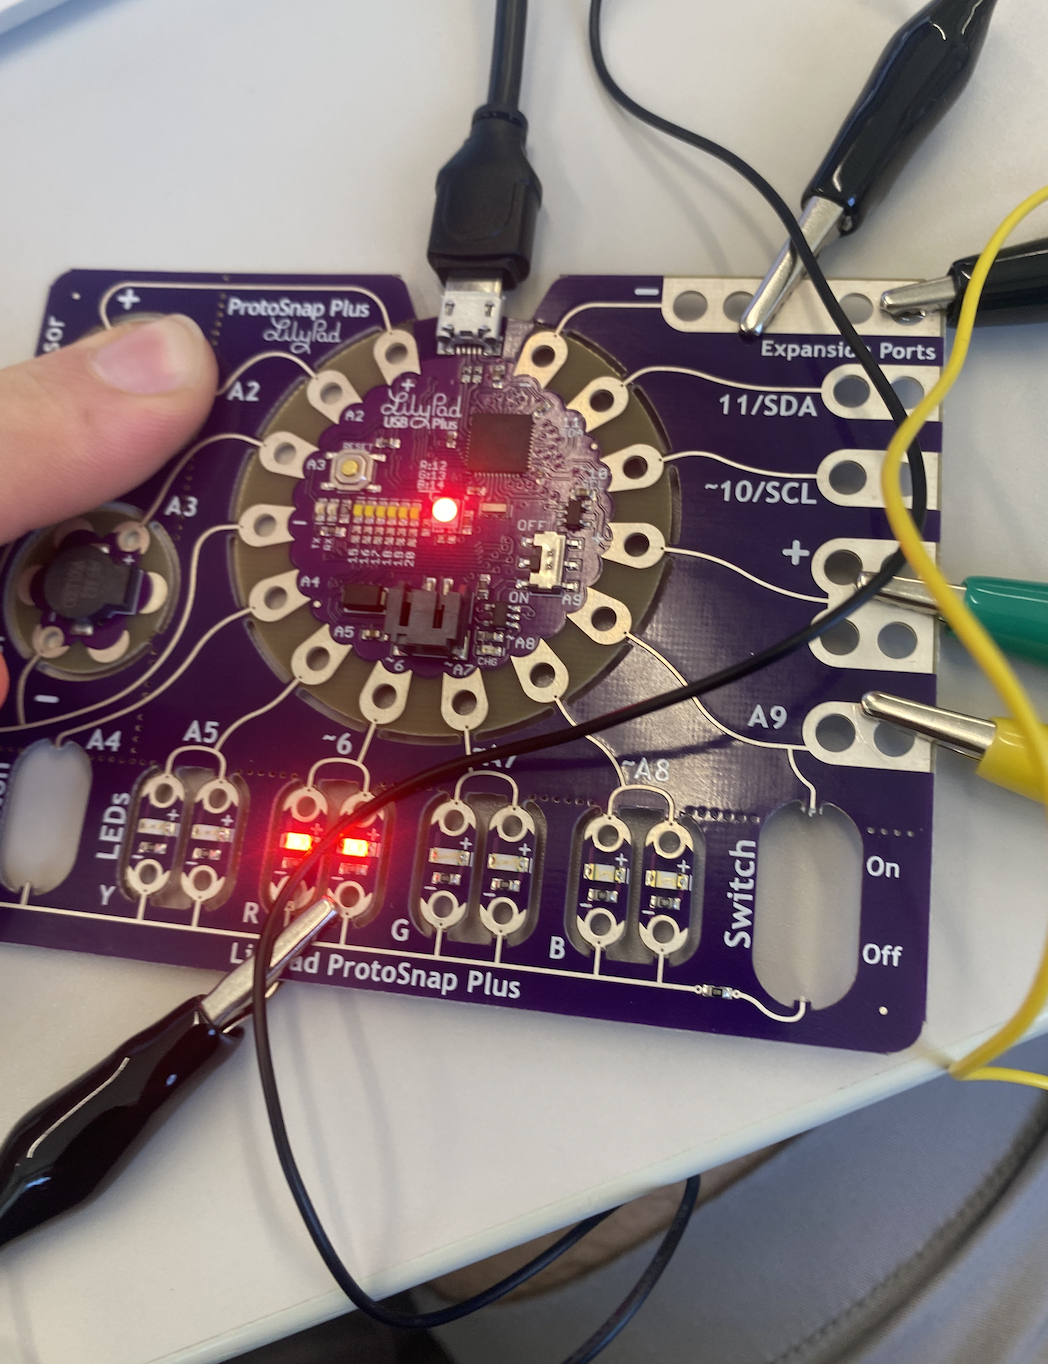 +
ProtoSnap Plus
LilyPad
sor
A2
A3
−
A4
A5
~6
~A7
~A8
A9
−
Expansion Ports
11/SDA
~10/SCL
+
+
LilyPad
USB Plus
A2
A3
RESET
R:12
G:13
B:14
−
A4
A5
~6
~A7
~A8
A9
OFF
ON
CHG
LEDs
Y
R
G
B
Switch
On
Off
LilyPad ProtoSnap Plus